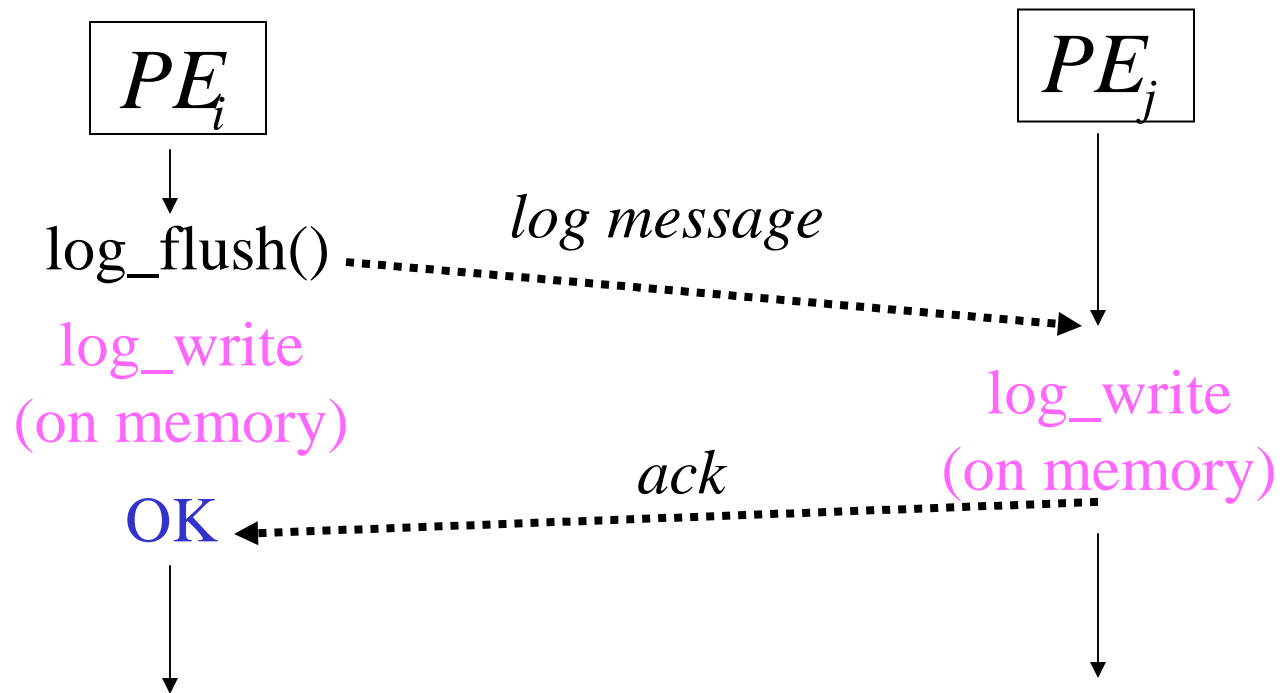 PEi
PEj
log message
log_flush()
log_write
(on memory)
log_write
(on memory)
ack
OK